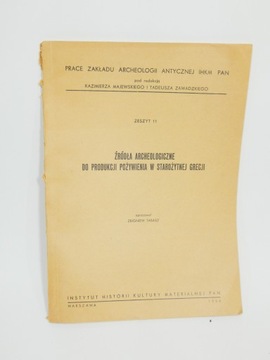 PRACE ZAKŁADU ARCHEOLOGII ANTYCZNEJ IHKM PAN
pod redakcją
KAZIMIERZA MAJEWSKIEGO I TADEUSZA ZAWADZKIEGO
ZESZYT 11
ŹRÓDŁA ARCHEOLOGICZNE
DO PRODUKCJI POŻYWIENIA W STAROŻYTNEJ GRECJI
INSTYTUT HISTORII KULTURY MATERIALNEJ PAN
WARSZAWA